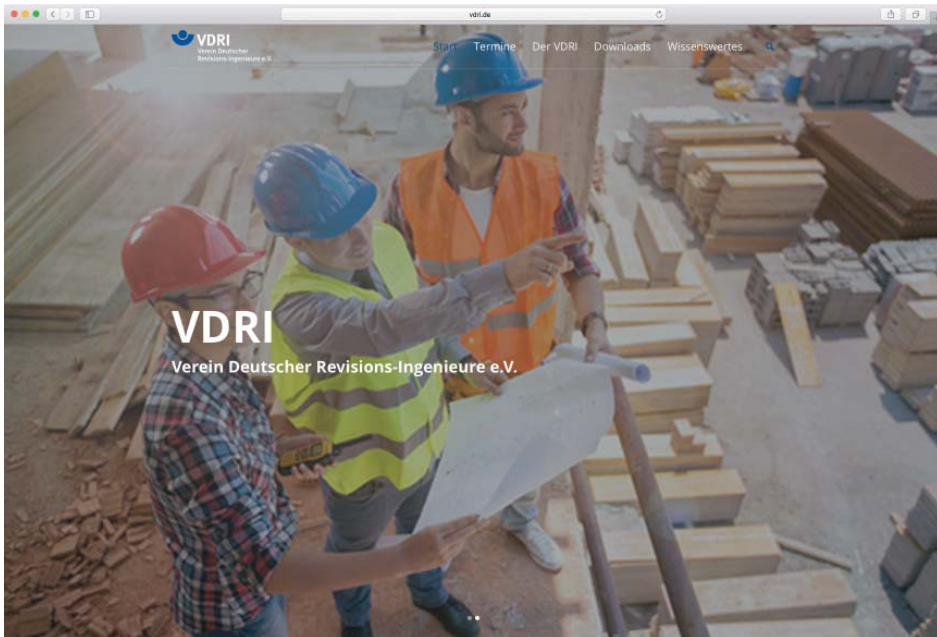 vdri.de
VDRI
Verein Deutscher
Revisions-Ingenieure e.V.
Start Termine Der VDRI Downloads Wissenswertes
VDRI
Verein Deutscher Revisions-Ingenieure e.V.